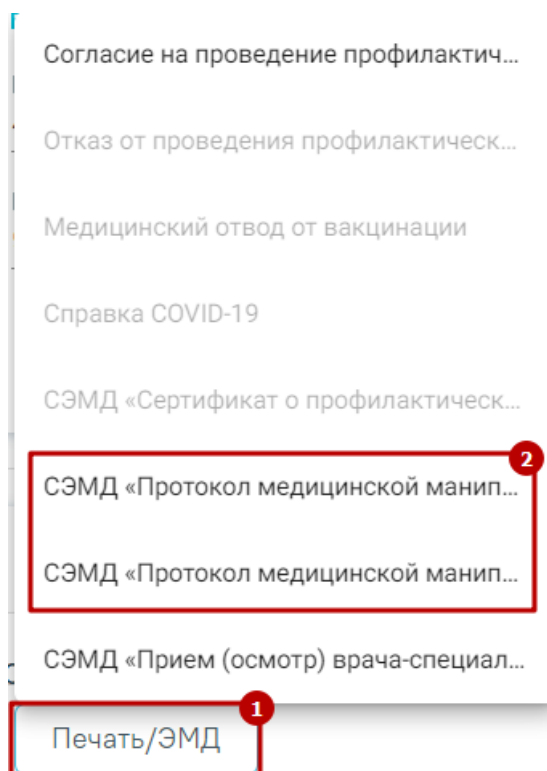 Согласие на проведение профилактич...
Отказ от проведения профилактическ...
Медицинский отвод от вакцинации
Справка COVID-19
СЭМД «Сертификат о профилактическ...
2
СЭМД «Протокол медицинской манип...
СЭМД «Протокол медицинской манип...
СЭМД «Прием (осмотр) врача-специал...
1
Печать/ЭМД